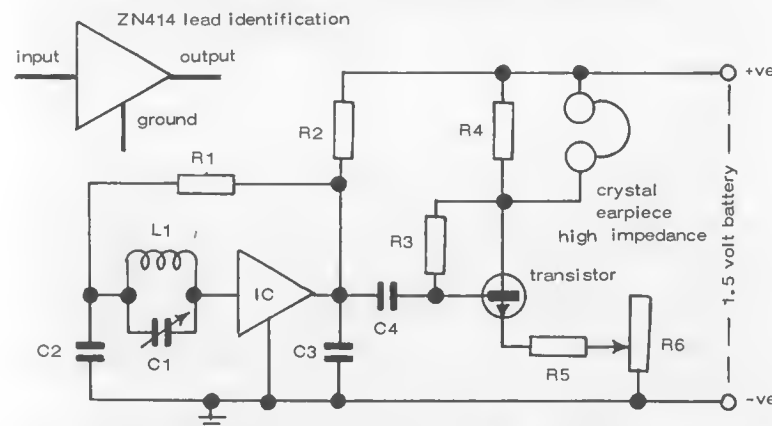 ZN414 lead identification
input
output
ground
+ve
R2
R4
R1
crystal
earpiece
high impedance
L1
R3
1.5 volt battery
transistor
IC
C4
R6
C2
C1
C3
R5
-ve